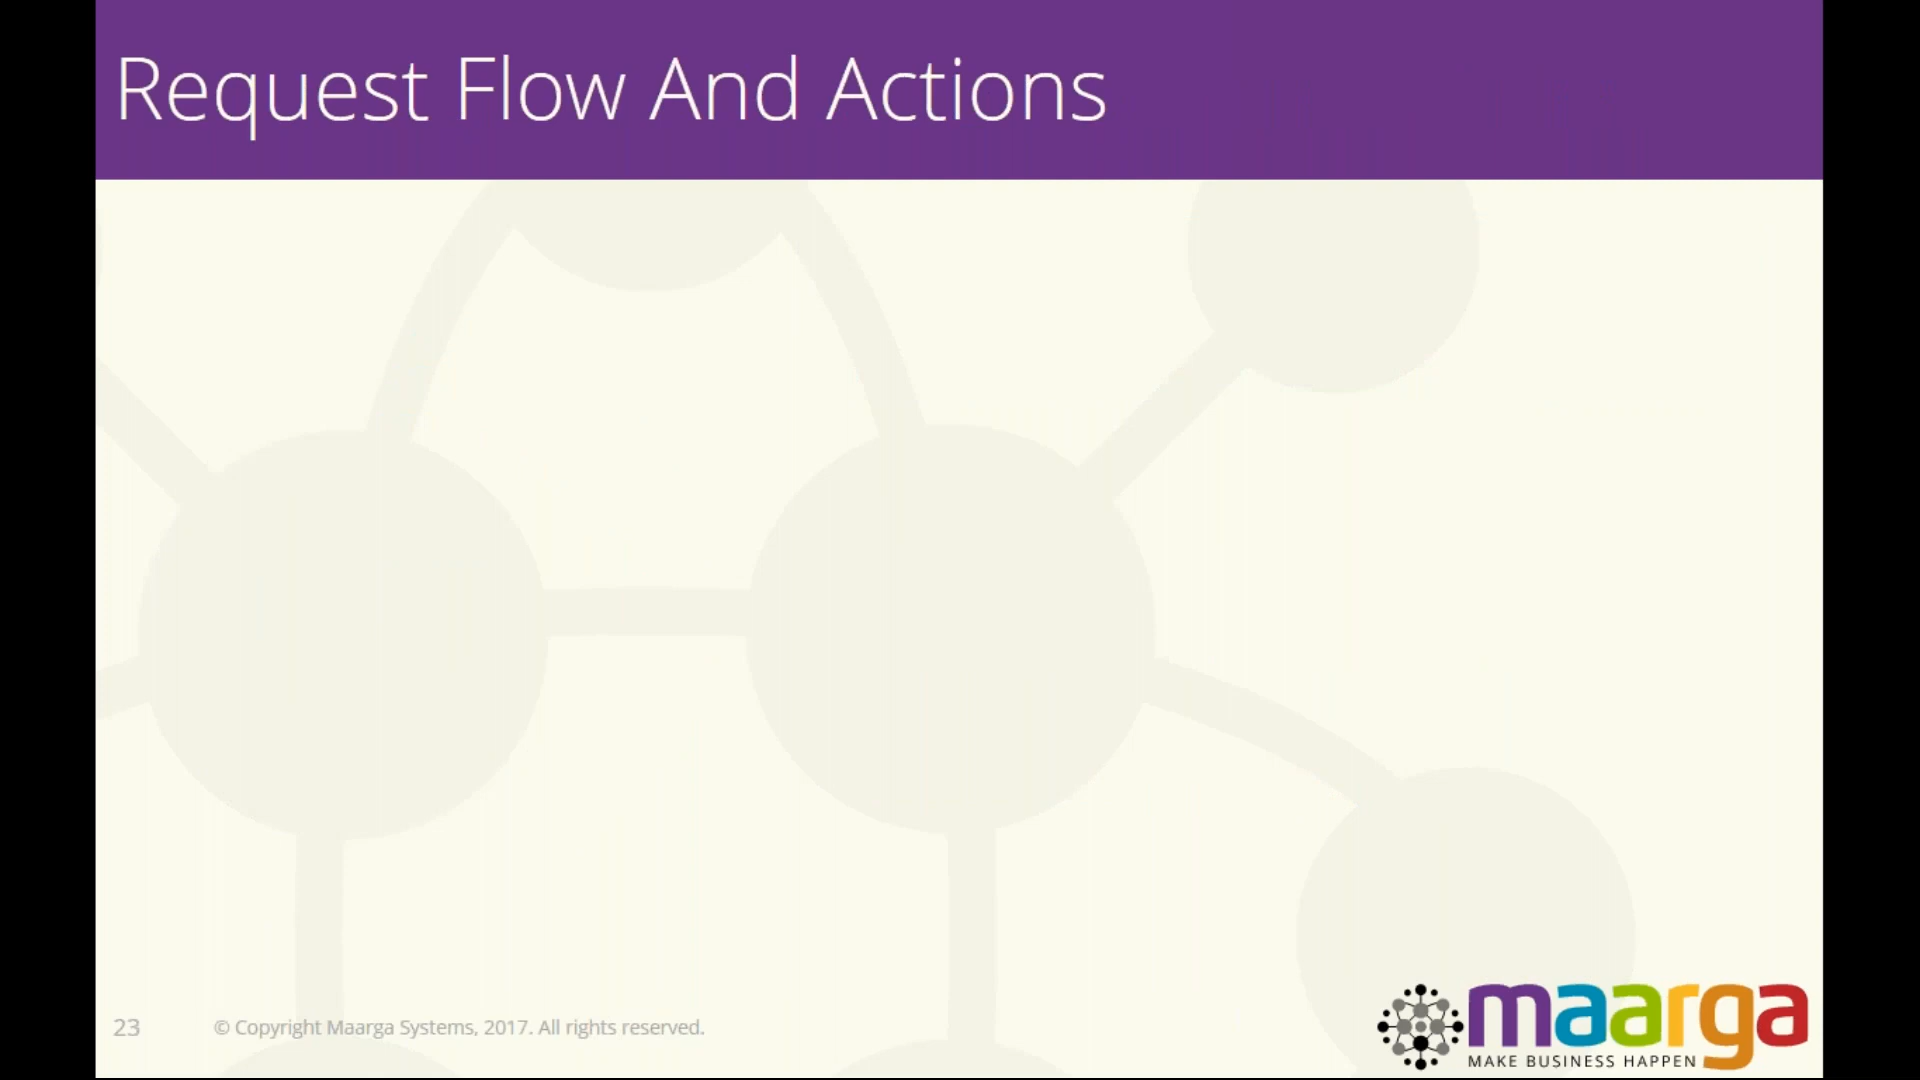 Request Flow And Actions
23
© Copyright Maarga Systems, 2017. All rights reserved.
maarga
MAKE BUSINESS HAPPEN